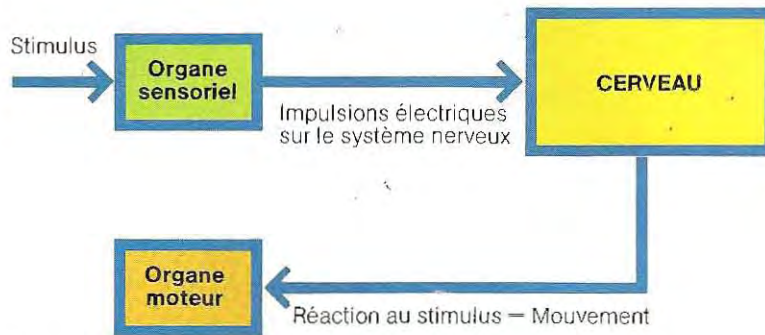 Stimulus
Organe
sensoriel
CERVEAU
Impulsions électriques
sur le système nerveux
Organe
moteur
Réaction au stimulus = Mouvement